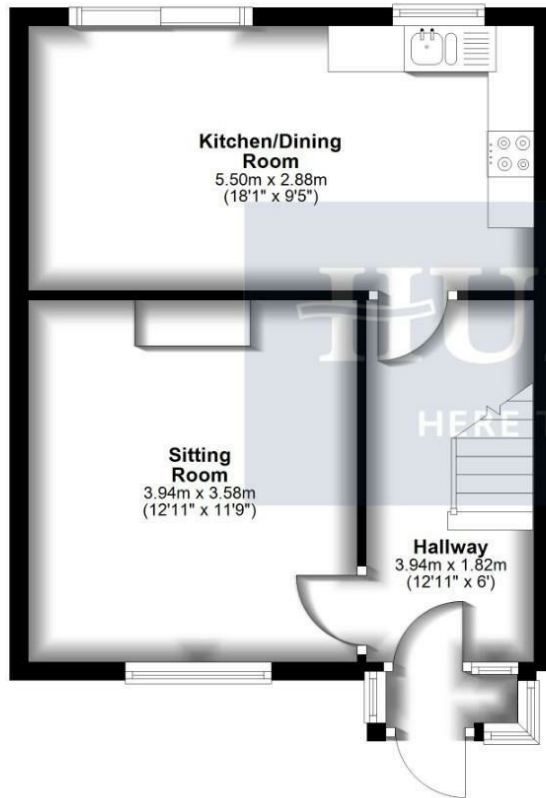 Kitchen/Dining
Room
5.50m x 2.88m
(18'1" x 9'5")
HU
HERE T
Sitting
Room
3.94m x 3.58m
(12'11" x 11'9")
Hallway
3.94m x 1.82m
(12'11" x 6')